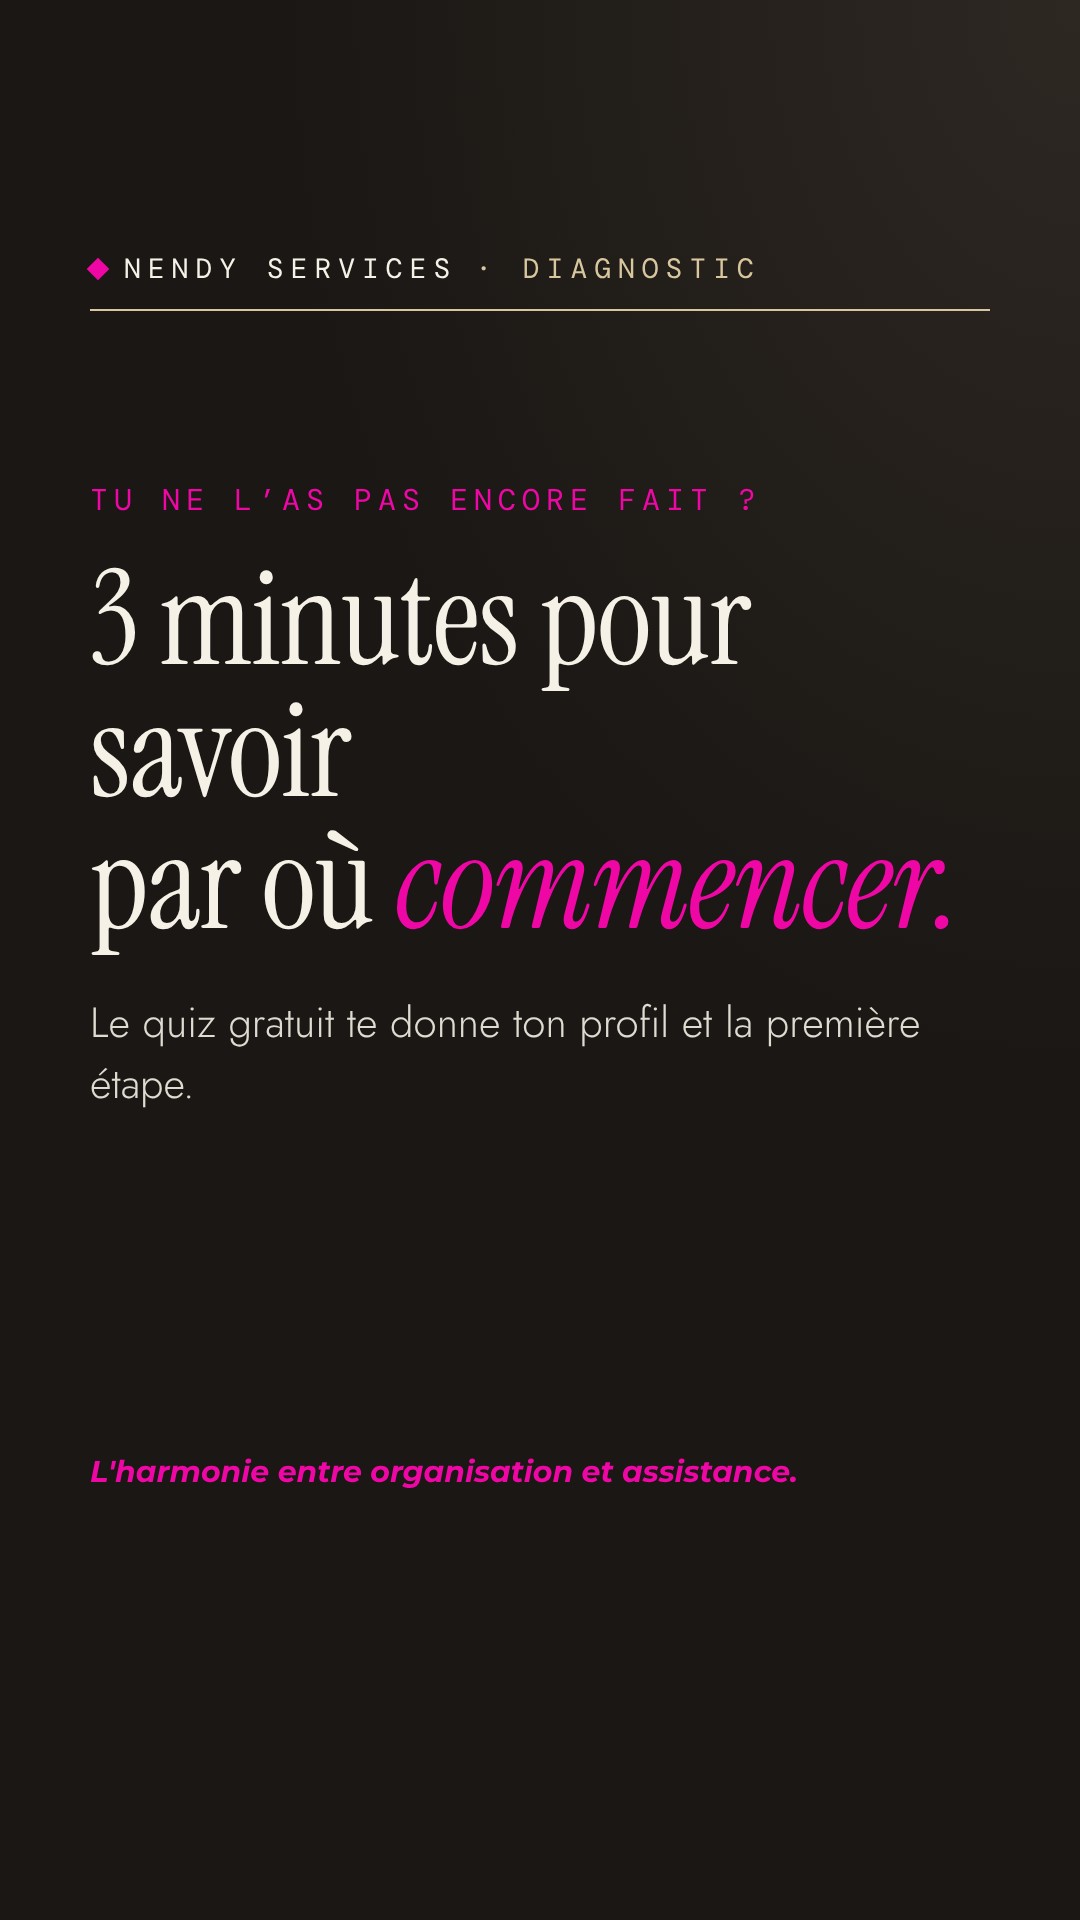 ◆ NENDY SERVICES · DIAGNOSTIC
TU NE L’AS PAS ENCORE FAIT ?
3 minutes pour
savoir
par où commencer.
Le quiz gratuit te donne ton profil et la première
étape.
L'harmonie entre organisation et assistance.